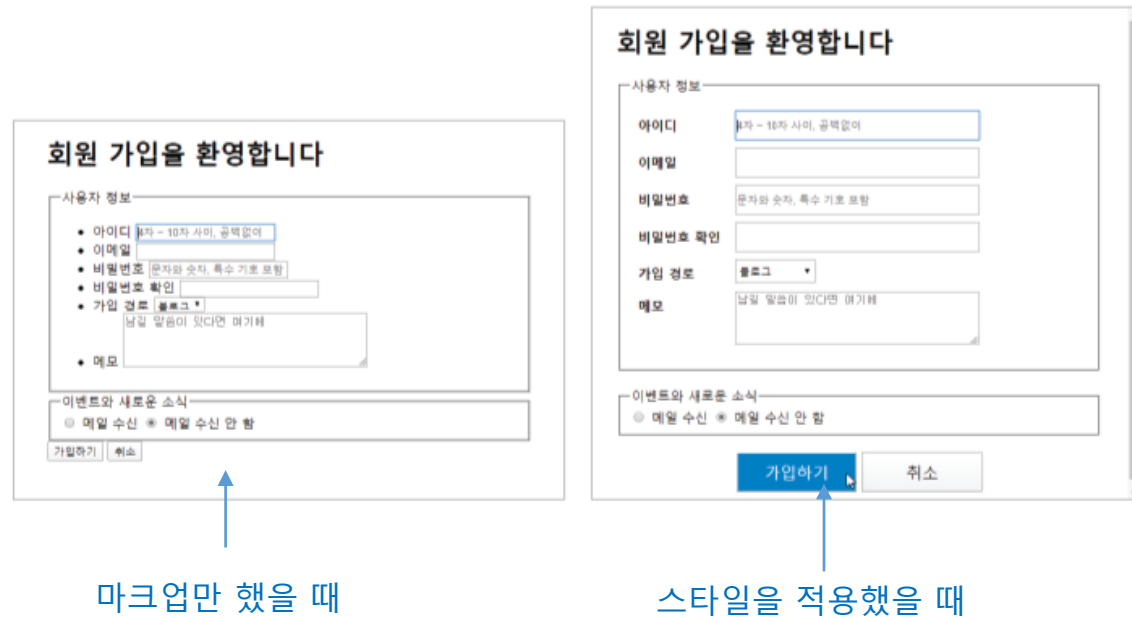 회원 가입을 환영합니다
사용자 정보
아이디 4자 ~ 10자 사이, 공백없이
이메일
비밀번호 문자와 숫자, 특수 기호 포함
비밀번호 확인
가입 경로 블로그
남길 말씀이 있다면 여기에
메모
이벤트와 새로운 소식
메일 수신 메일 수신 안 함
가입하기 취소
마크업만 했을 때
회원 가입을 환영합니다
사용자 정보
아이디 4자 ~ 10자 사이, 공백없이
이메일
비밀번호 문자와 숫자, 특수 기호 포함
비밀번호 확인
가입 경로 블로그
메모 남길 말씀이 있다면 여기에
이벤트와 새로운 소식
메일 수신 메일 수신 안 함
가입하기 취소
스타일을 적용했을 때